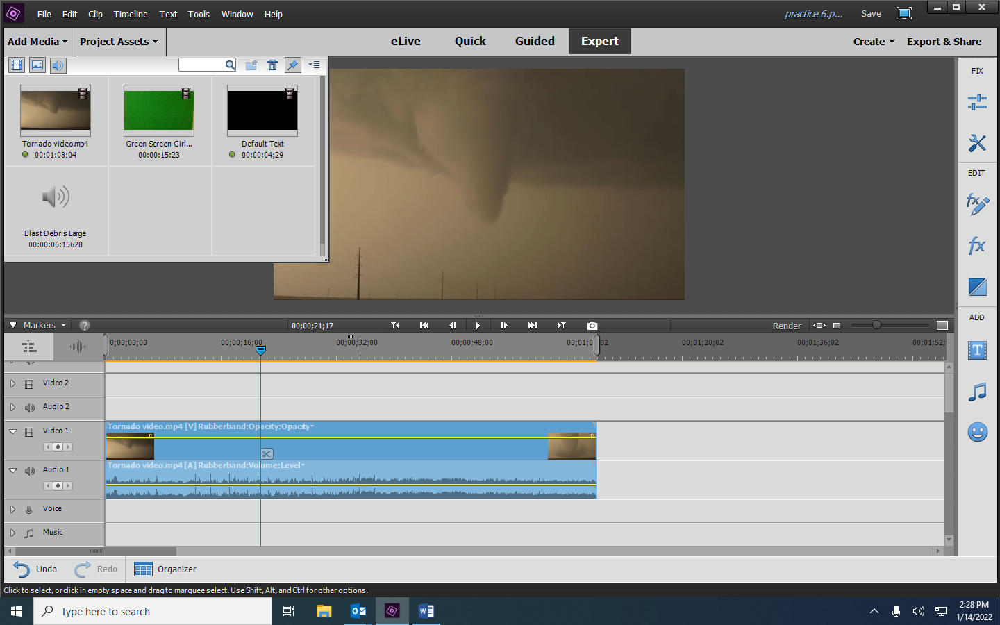 File Edit Clip Timeline Text Tools Window Help
practice 6.p...
Save
Add Media
Project Assets
eLive
Quick
Guided
Expert
Create
Export & Share
Tornado video.mp4
00:01:08:04
Green Screen Girl...
00:00:15:23
Default Text
00;00;04;29
Blast Debris Large
00:00:06:15628
FIX
EDIT
ADD
Markers
00;00;21;17
Render
0;00;00;00
00;00;16;00
00;00;32;00
00;00;48;00
00;01;0
02
00;01;20;02
00;01;36;02
00;01;52;
Video 2
Audio 2
Video 1
Tornado video.mp4 [V] Rubberband:Opacity:Opacity
Audio 1
Tornado video.mp4 [A] Rubberband:Volume:Level
Voice
Music
Undo
Redo
Organizer
Click to select, or click in empty space and drag to marquee select. Use Shift, Alt, and Ctrl for other options.
Type here to search
2:28 PM
1/14/2022